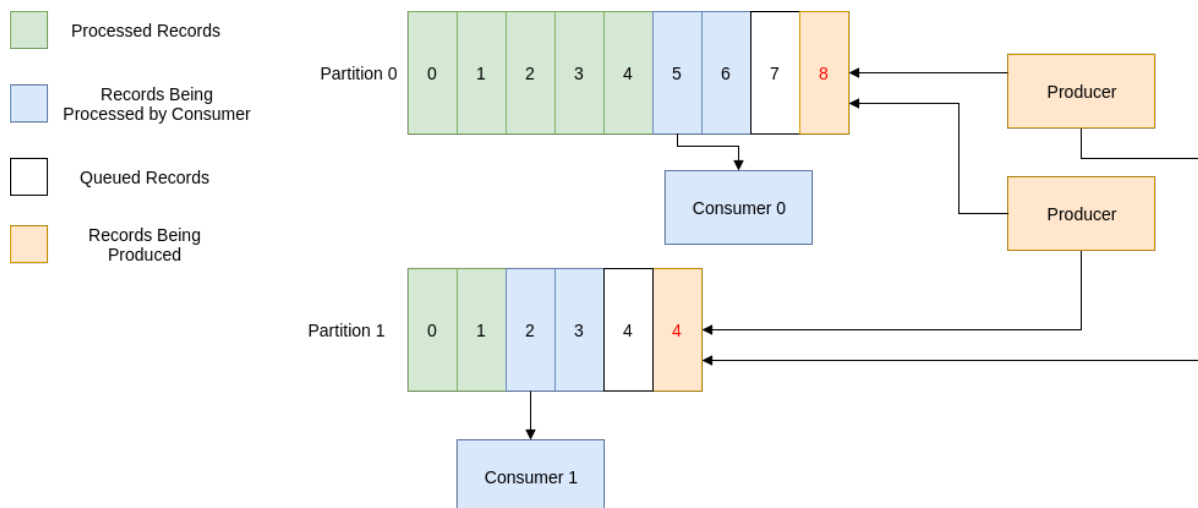 Processed Records
Records Being
Processed by Consumer
Queued Records
Records Being
Produced
Partition 0
0 1 2 3 4 5 6 7 8
Consumer 0
Producer
Producer
Partition 1
0 1 2 3 4 4
Consumer 1